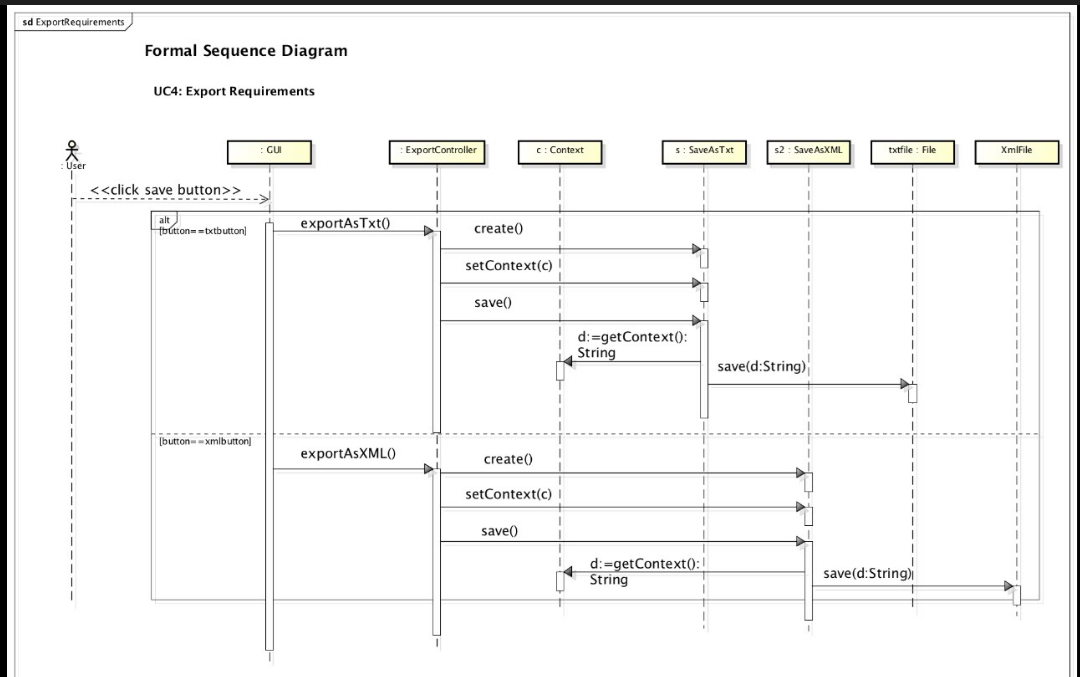 sd ExportRequirements
Formal Sequence Diagram
UC4: Export Requirements
: User
: GUI
: ExportController
c : Context
s : SaveAsTxt
s2 : SaveAsXML
txtfile : File
XmlFile
<<click save button>>
alt
[button==txtbutton]
exportAsTxt()
create()
setContext(c)
save()
d:=getContext():
String
save(d:String)
[button==xmlbutton]
exportAsXML()
create()
setContext(c)
save()
d:=getContext():
String
save(d:String)